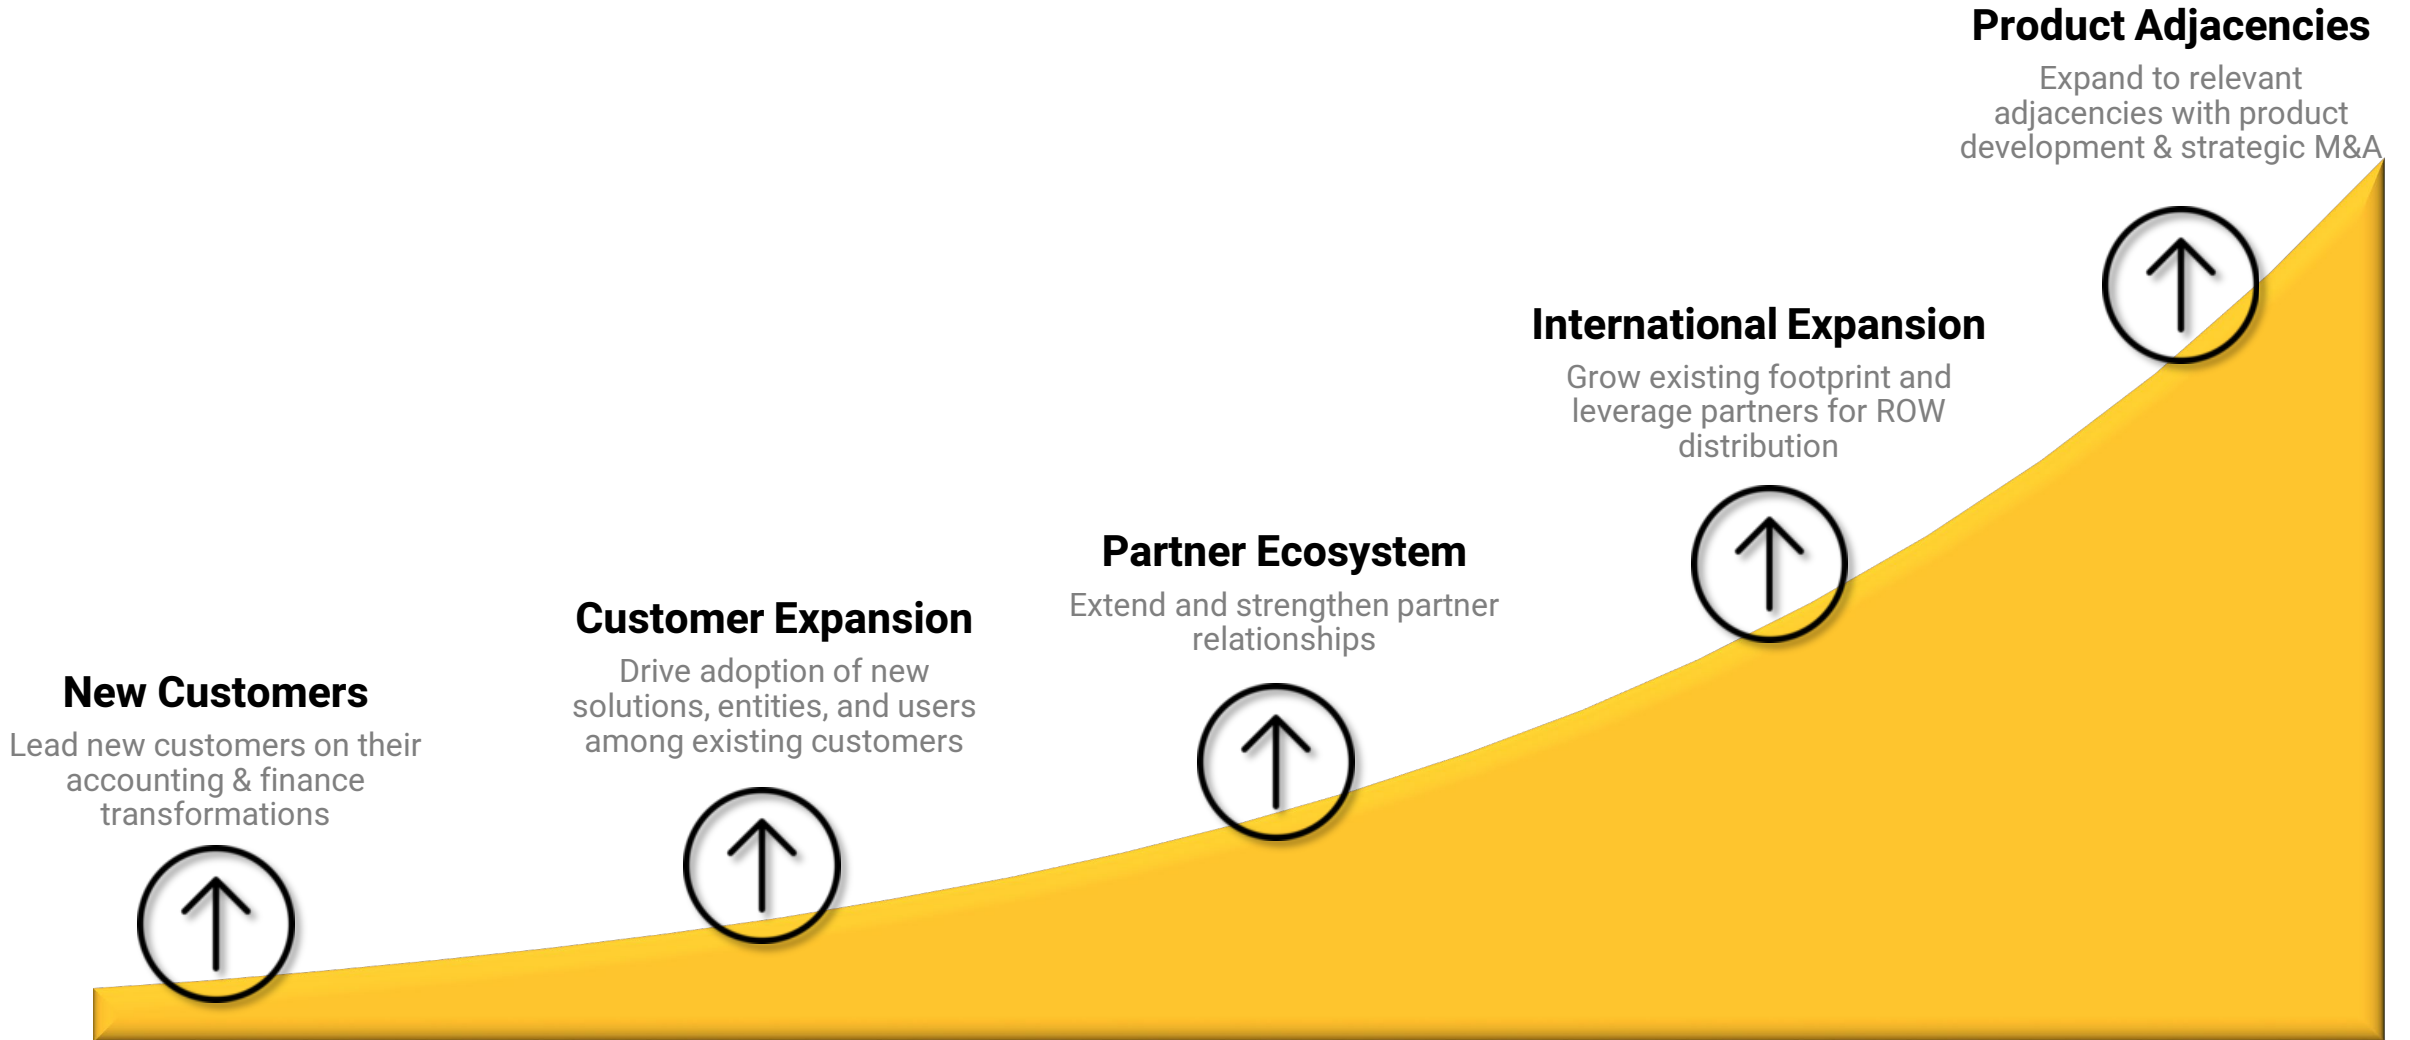 New Customers
Lead new customers on their
accounting & finance
transformations
Customer Expansion
Drive adoption of new
solutions, entities, and users
among existing customers
Partner Ecosystem
Extend and strengthen partner
relationships
International Expansion
Grow existing footprint and
leverage partners for ROW
distribution
Product Adjacencies
Expand to relevant
adjacencies with product
development & strategic M&A